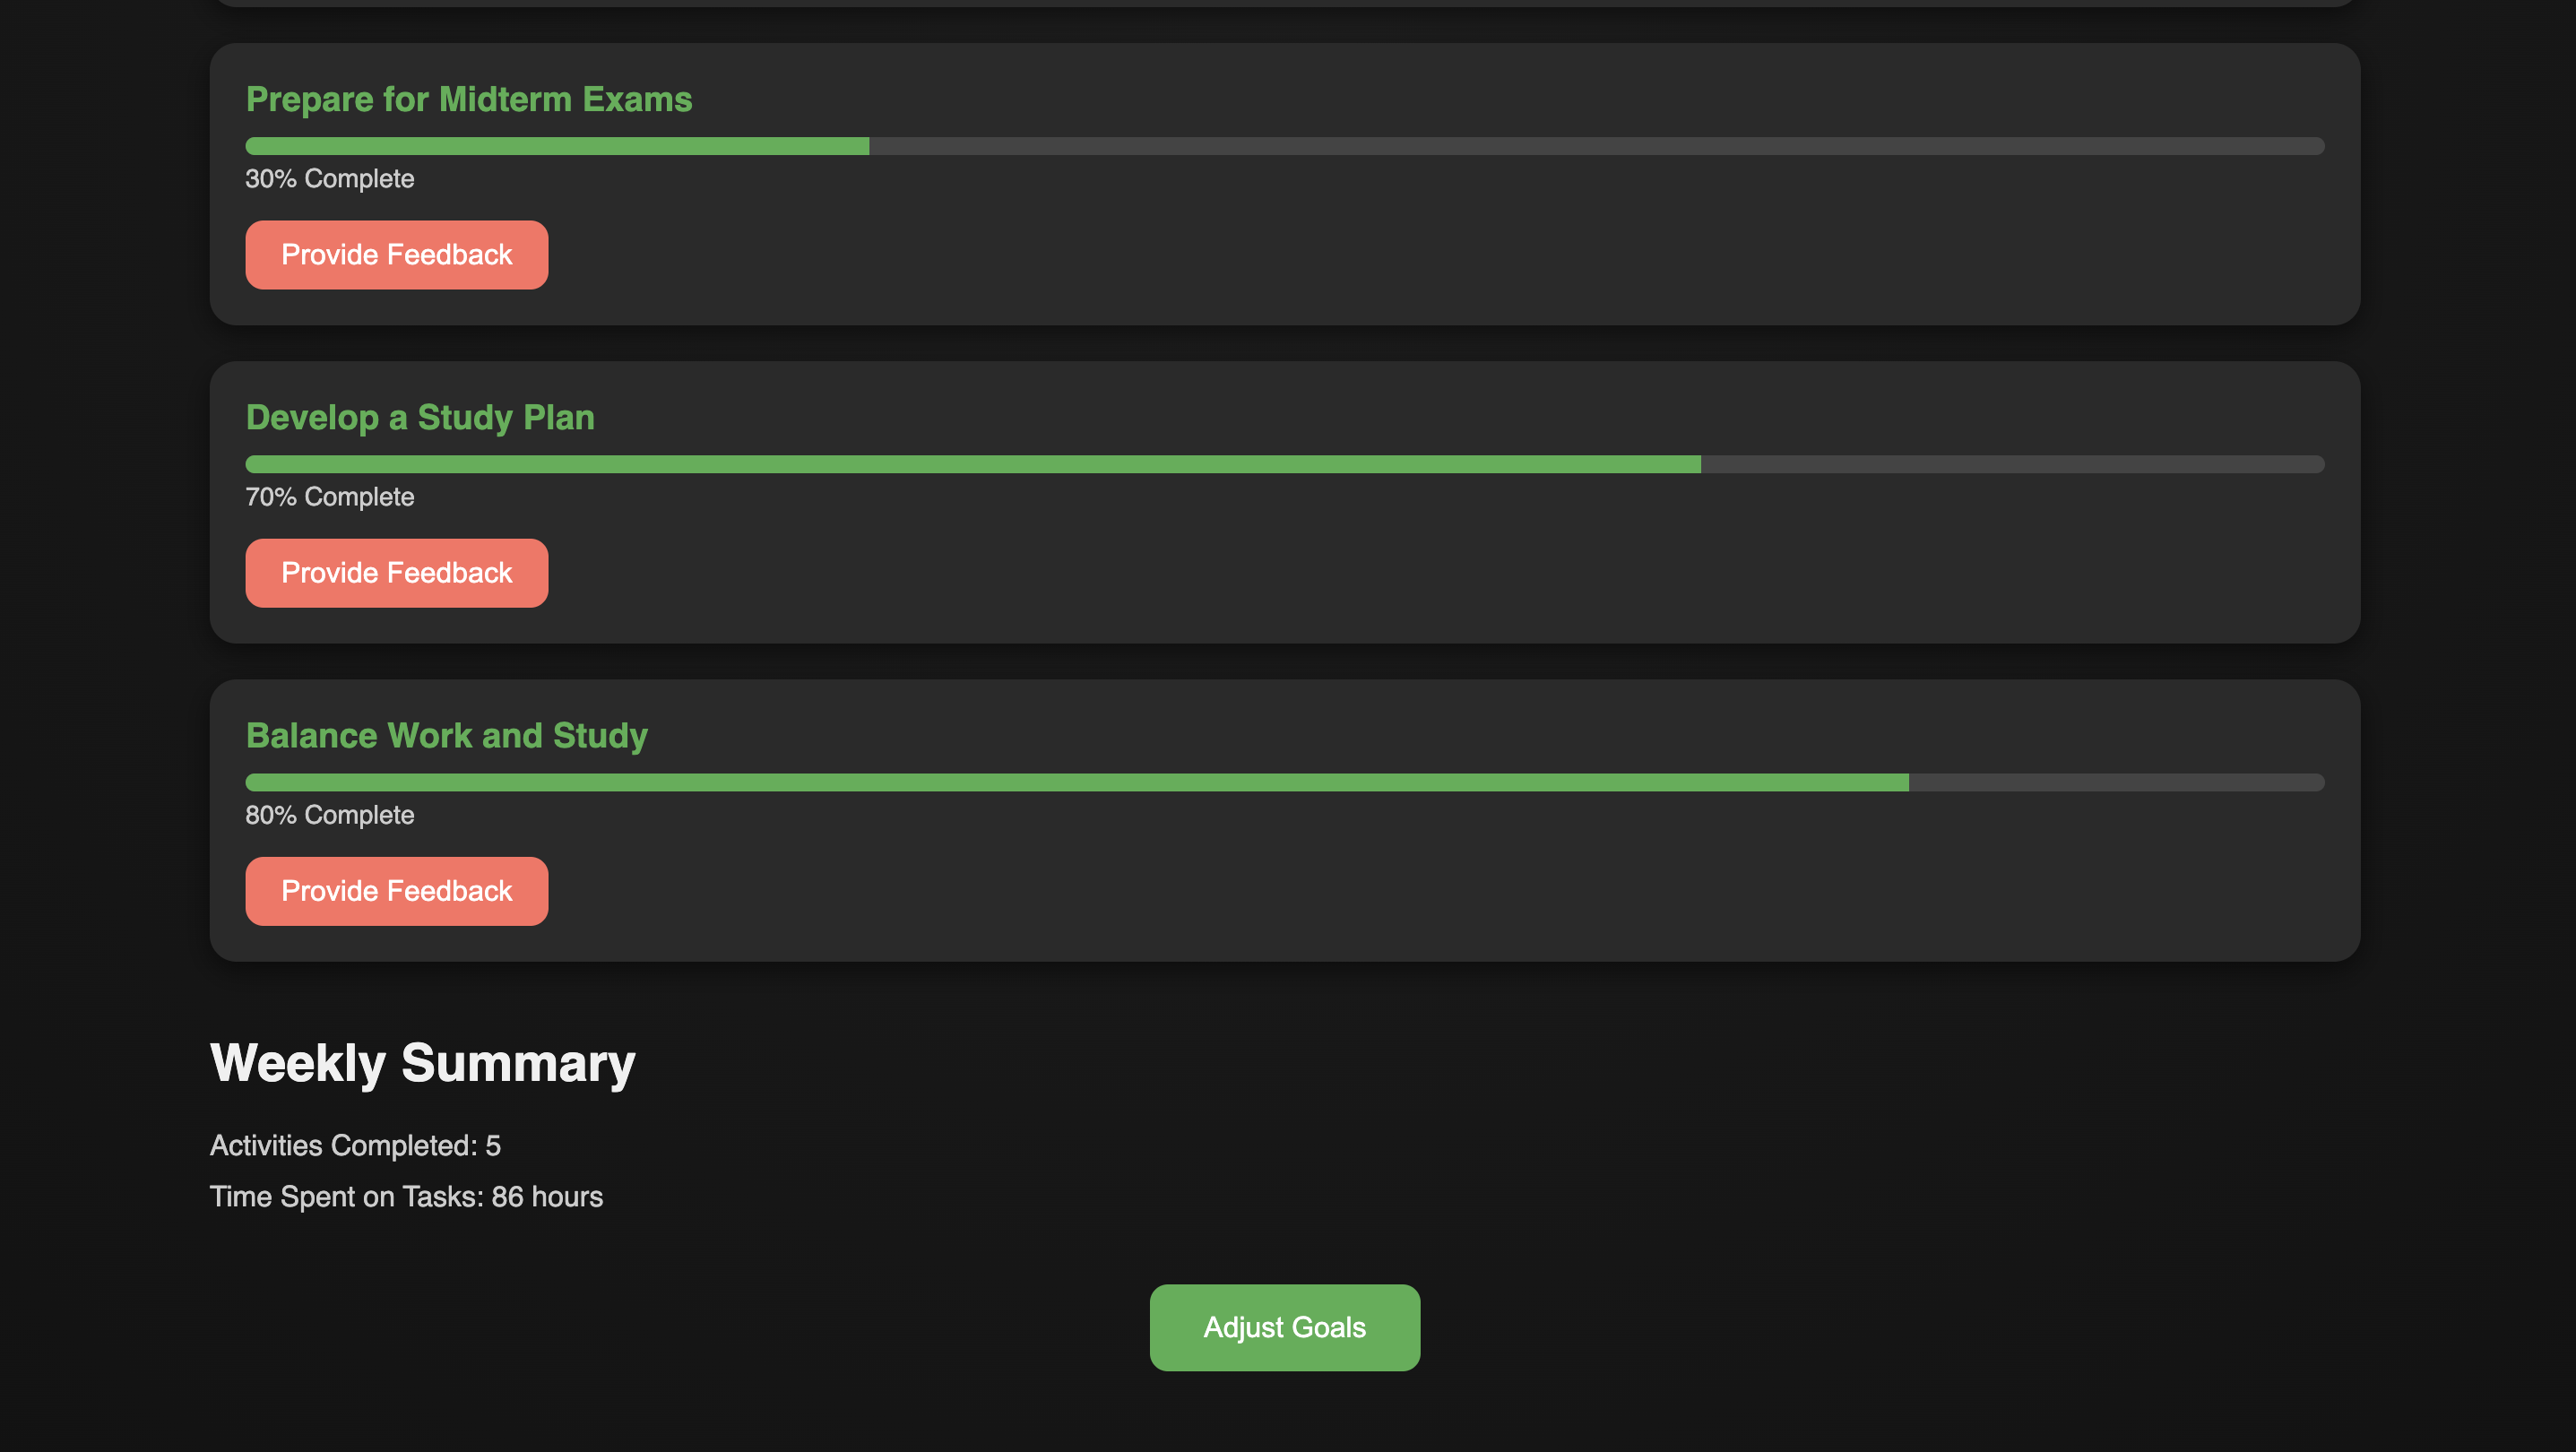 Prepare for Midterm Exams
30% Complete
Provide Feedback
Develop a Study Plan
70% Complete
Provide Feedback
Balance Work and Study
80% Complete
Provide Feedback
Weekly Summary
Activities Completed: 5
Time Spent on Tasks: 86 hours
Adjust Goals